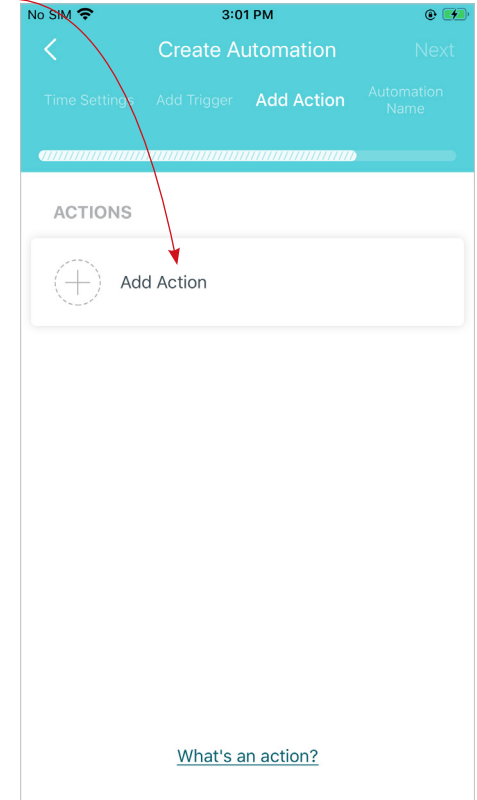 No SIM 3:01 PM
Create Automation Next
Time Settings Add Trigger Add Action Automation
Name
ACTIONS
Add Action
What's an action?